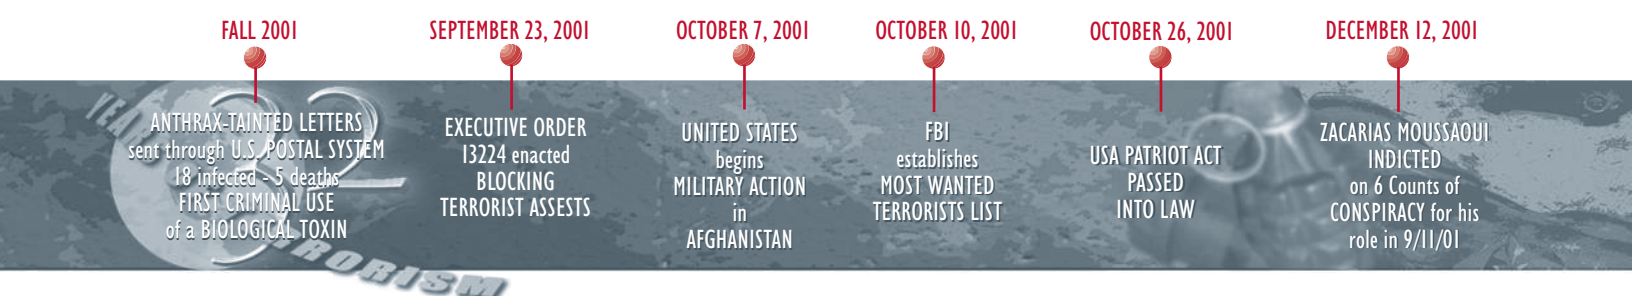 FALL 2001
ANTHRAX-TAINTED LETTERS
sent through U.S. POSTAL SYSTEM
18 infected - 5 deaths
FIRST CRIMINAL USE
of a BIOLOGICAL TOXIN
SEPTEMBER 23, 2001
EXECUTIVE ORDER
13224 enacted
BLOCKING
TERRORIST ASSESTS
OCTOBER 7, 2001
UNITED STATES
begins
MILITARY ACTION
in
AFGHANISTAN
OCTOBER 10, 2001
FBI
establishes
MOST WANTED
TERRORISTS LIST
OCTOBER 26, 2001
USA PATRIOT ACT
PASSED
INTO LAW
DECEMBER 12, 2001
ZACARIAS MOUSSAOUI
INDICTED
on 6 Counts of
CONSPIRACY for his
role in 9/11/01